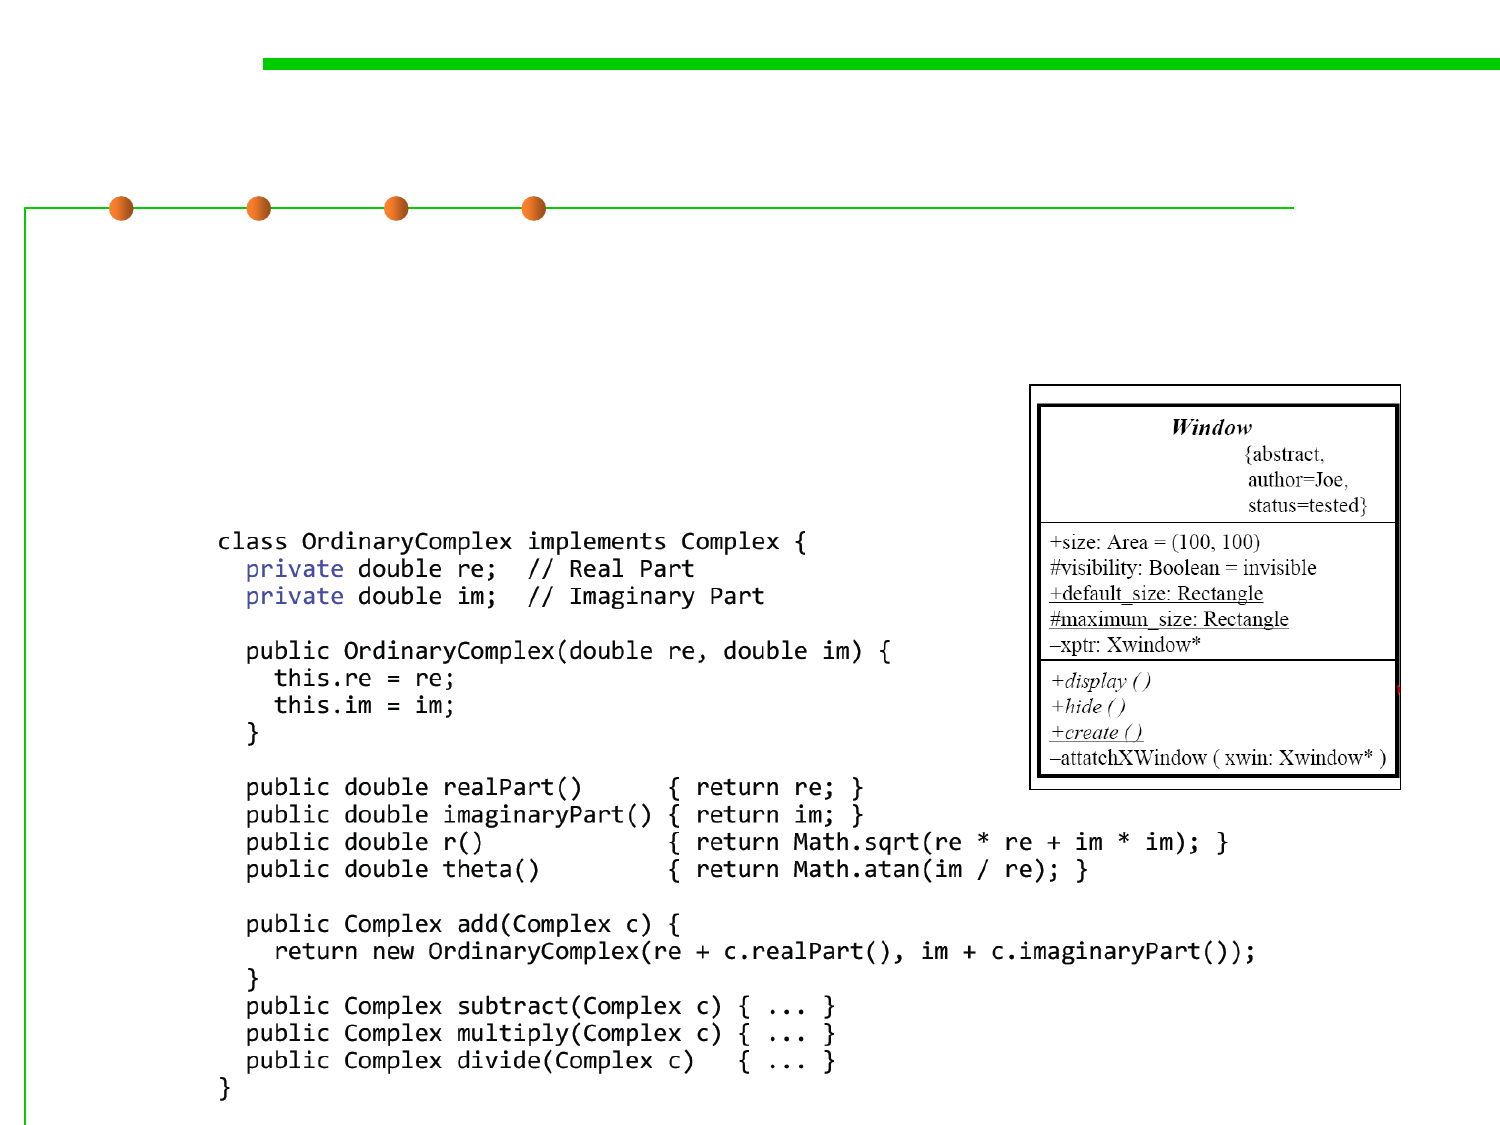 Window
{abstract,
author=Joe,
status=tested}
+size: Area = (100, 100)
#visibility: Boolean = invisible
+default_size: Rectangle
#maximum_size: Rectangle
–xptr: Xwindow*
+display ( )
+hide ( )
+create ( )
–attatchXWindow ( xwin: Xwindow* )
class OrdinaryComplex implements Complex {
  private double re;  // Real Part
  private double im;  // Imaginary Part
  public OrdinaryComplex(double re, double im) {
    this.re = re;
    this.im = im;
  }
  public double realPart()      { return re; }
  public double imaginaryPart() { return im; }
  public double r()             { return Math.sqrt(re * re + im * im); }
  public double theta()         { return Math.atan(im / re); }
  public Complex add(Complex c) {
    return new OrdinaryComplex(re + c.realPart(), im + c.imaginaryPart());
  }
  public Complex subtract(Complex c) { ... }
  public Complex multiply(Complex c) { ... }
  public Complex divide(Complex c)   { ... }
}